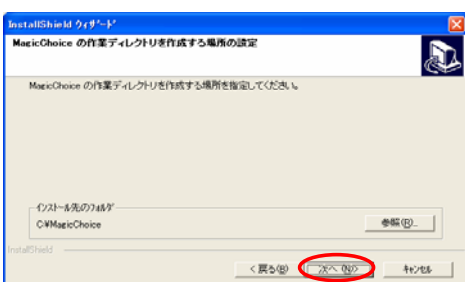 InstallShield ウィザード
MagicChoice の作業ディレクトリを作成する場所の設定
MagicChoice の作業ディレクトリを作成する場所を指定してください。
インストール先のフォルダ
C:¥MagicChoice
参照(R)...
InstallShield
< 戻る(B)
次へ(N)>
キャンセル